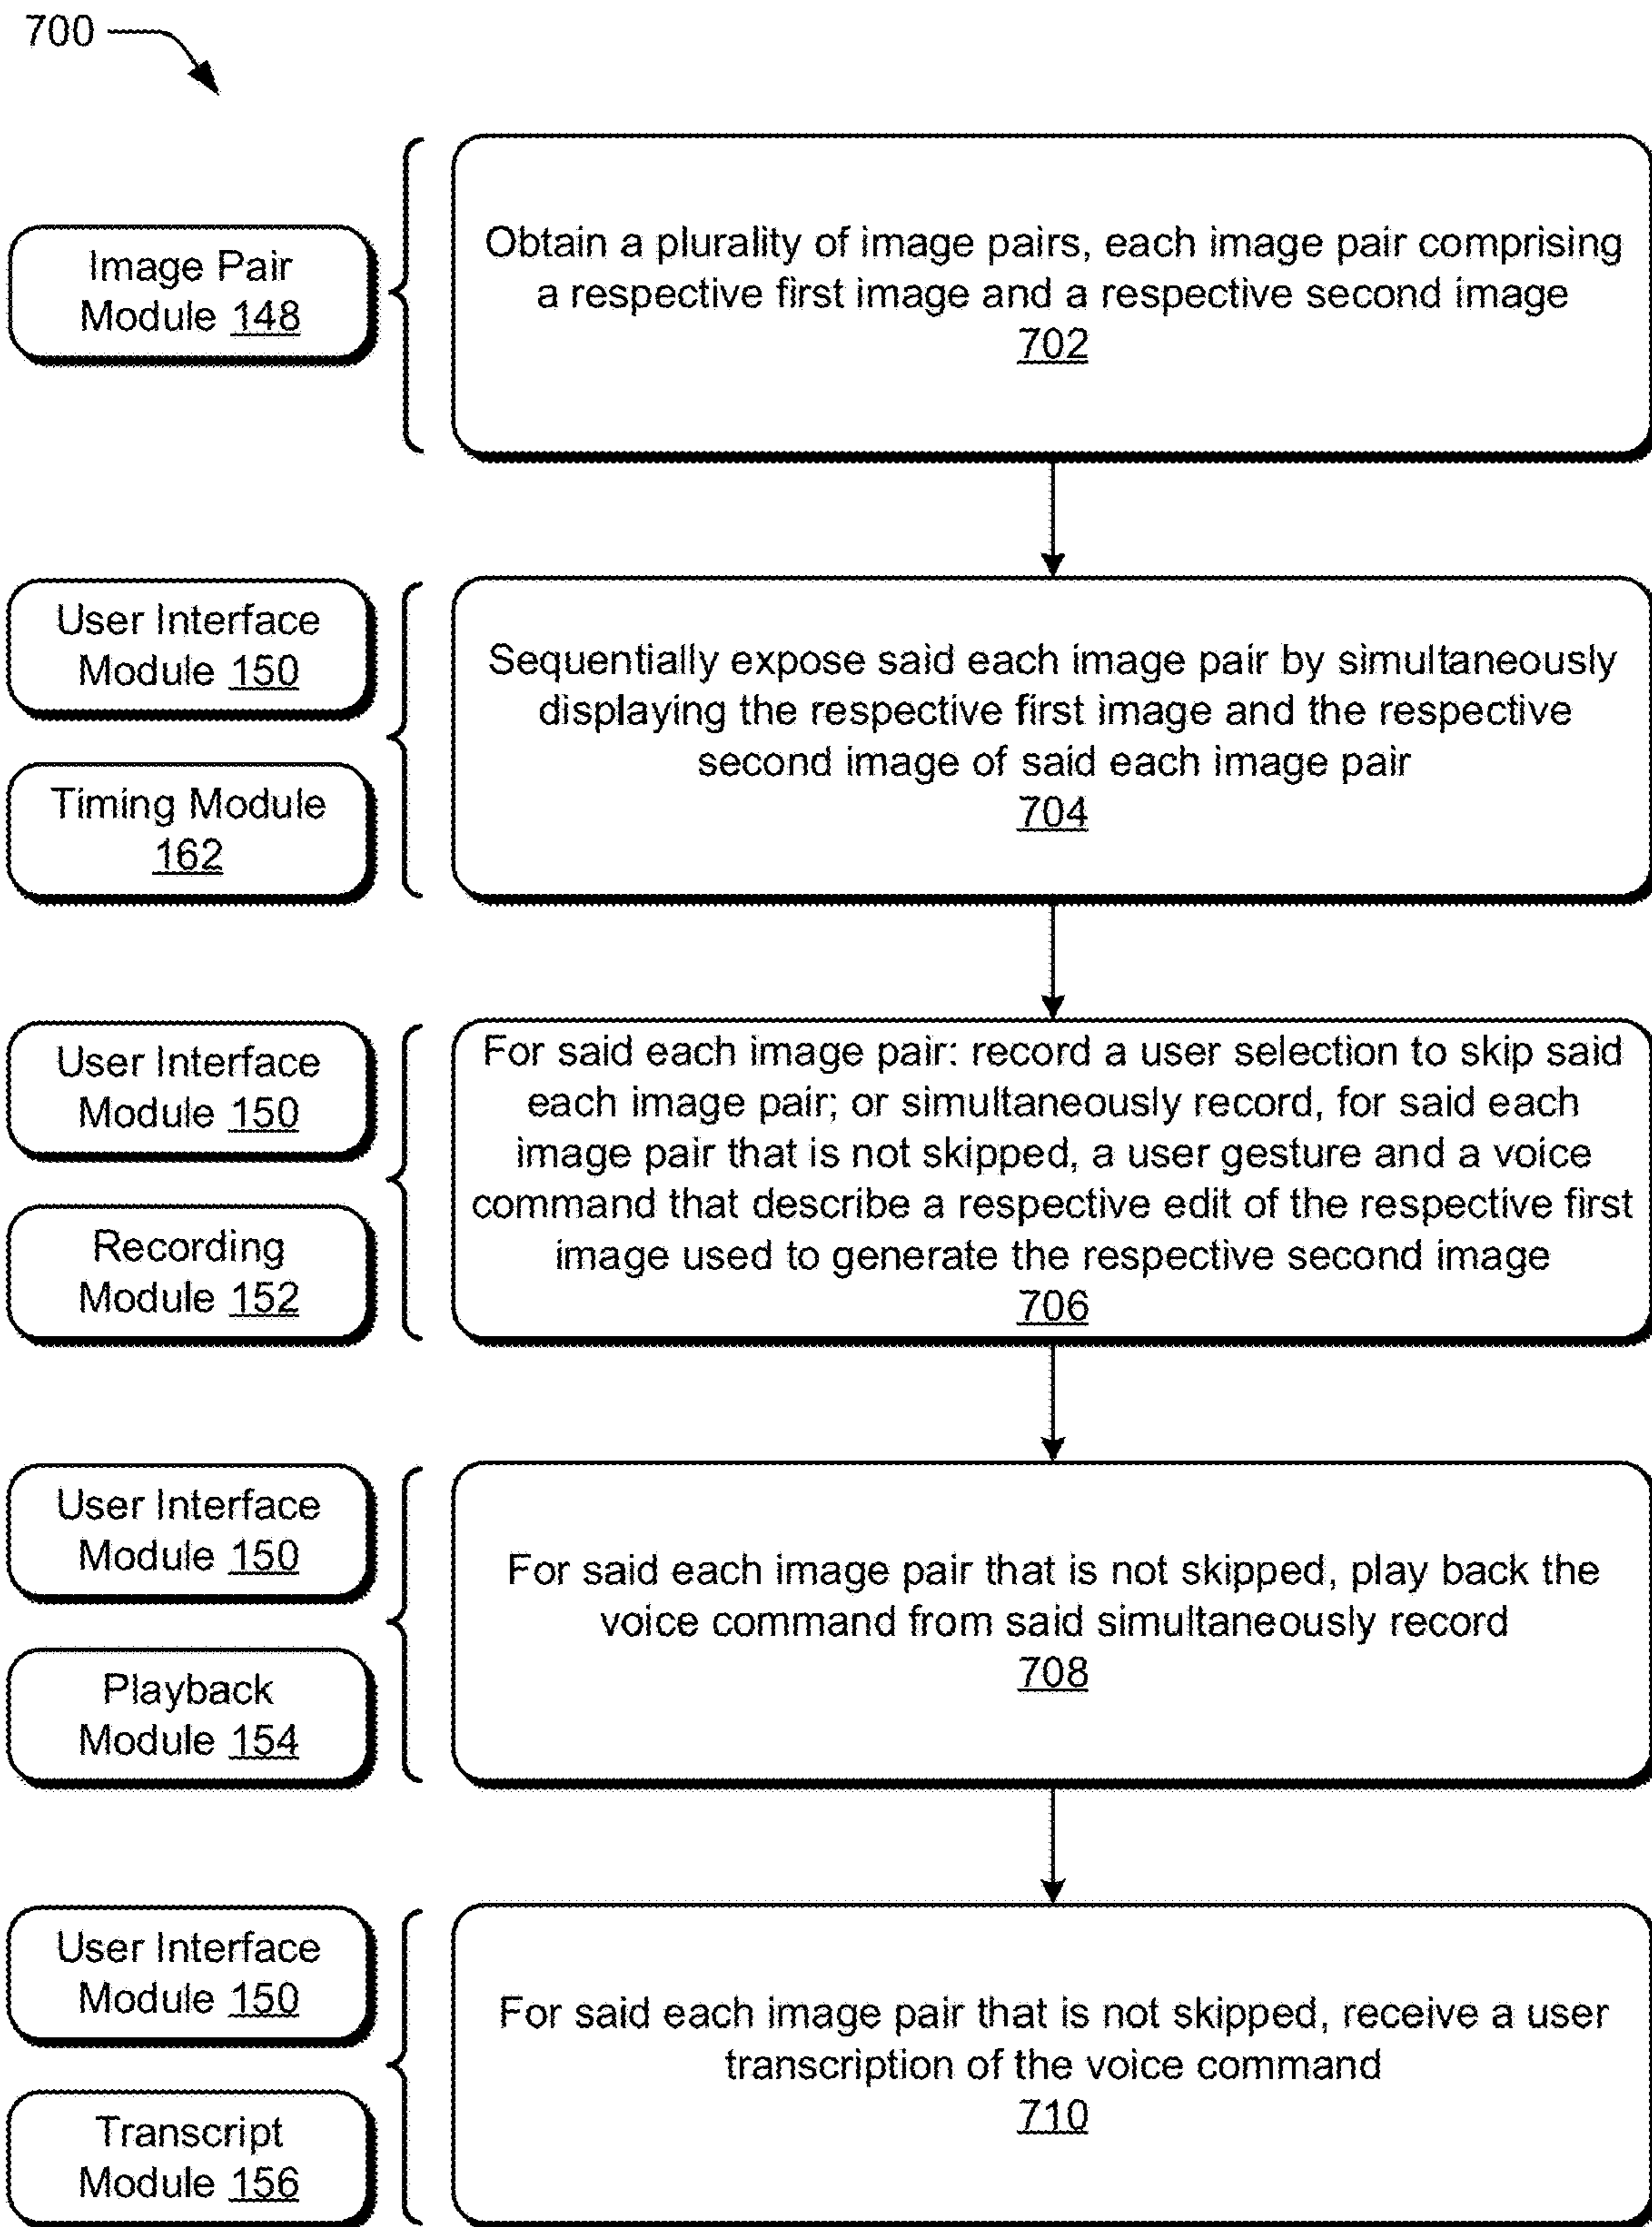 700
Image Pair
Module 148
Obtain a plurality of image pairs, each image pair comprising
a respective first image and a respective second image
702
User Interface
Module 150
Timing Module
162
Sequentially expose said each image pair by simultaneously
displaying the respective first image and the respective
second image of said each image pair
704
User Interface
Module 150
Recording
Module 152
For said each image pair: record a user selection to skip said
each image pair; or simultaneously record, for said each
image pair that is not skipped, a user gesture and a voice
command that describe a respective edit of the respective first
image used to generate the respective second image
706
User Interface
Module 150
Playback
Module 154
For said each image pair that is not skipped, play back the
voice command from said simultaneously record
708
User Interface
Module 150
Transcript
Module 156
For said each image pair that is not skipped, receive a user
transcription of the voice command
710